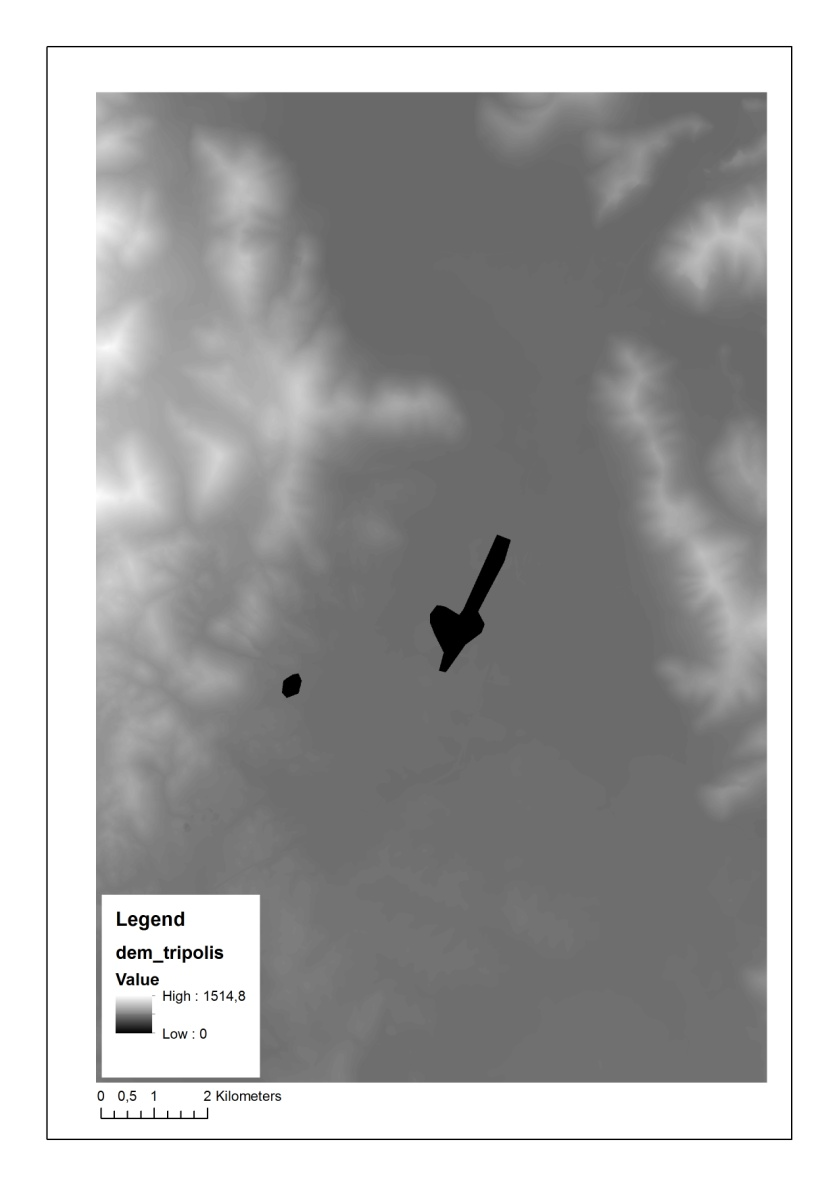 Legend
dem_tripolis
Value
High : 1514,8
Low : 0
0 0,5 1 2 Kilometers